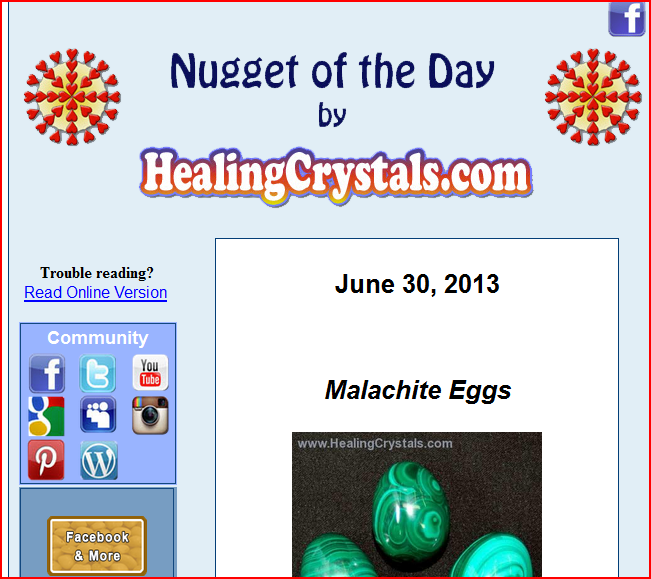 Nugget of the Day
by
HealingCrystals.com
Trouble reading?
Read Online Version
Community
You
Tube
Facebook
& More
June 30, 2013
Malachite Eggs
www.HealingCrystals.com